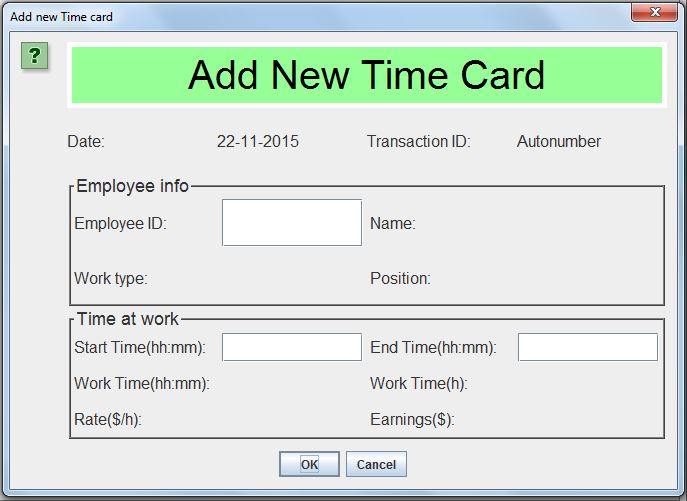 Add new Time card
?
Add New Time Card
Date: 22-11-2015 Transaction ID: Autonumber
Employee info
Employee ID: Name:
Work type: Position:
Time at work
Start Time(hh:mm): End Time(hh:mm):
Work Time(hh:mm): Work Time(h):
Rate($/h): Earnings($):
OK Cancel